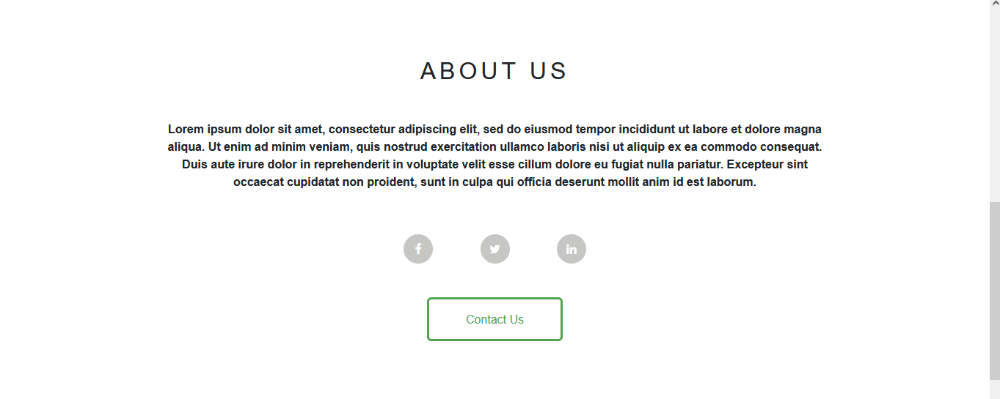 ABOUT US
Lorem ipsum dolor sit amet, consectetur adipiscing elit, sed do eiusmod tempor incididunt ut labore et dolore magna
aliqua. Ut enim ad minim veniam, quis nostrud exercitation ullamco laboris nisi ut aliquip ex ea commodo consequat.
Duis aute irure dolor in reprehenderit in voluptate velit esse cillum dolore eu fugiat nulla pariatur. Excepteur sint
occaecat cupidatat non proident, sunt in culpa qui officia deserunt mollit anim id est laborum.
f in
Contact Us